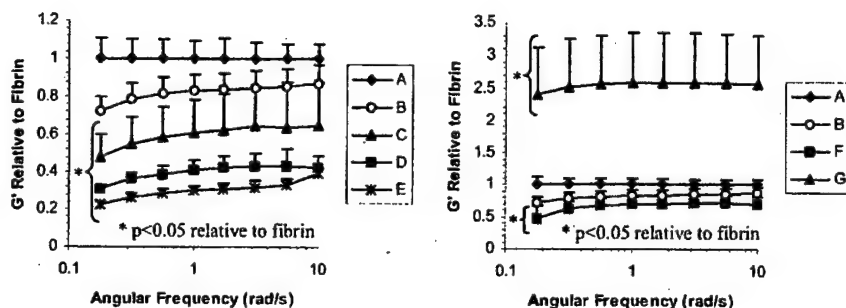 1.2
1
0.8
0.6
0.4
0.2
0
0.1
1
10
G' Relative to Fibrin
Angular Frequency (rad/s)
*
* p<0.05 relative to fibrin
A
B
C
D
E
3.5
3
2.5
2
1.5
1
0.5
0
0.1
1
10
G' Relative to Fibrin
Angular Frequency (rad/s)
*
*
* p<0.05 relative to fibrin
A
B
F
G